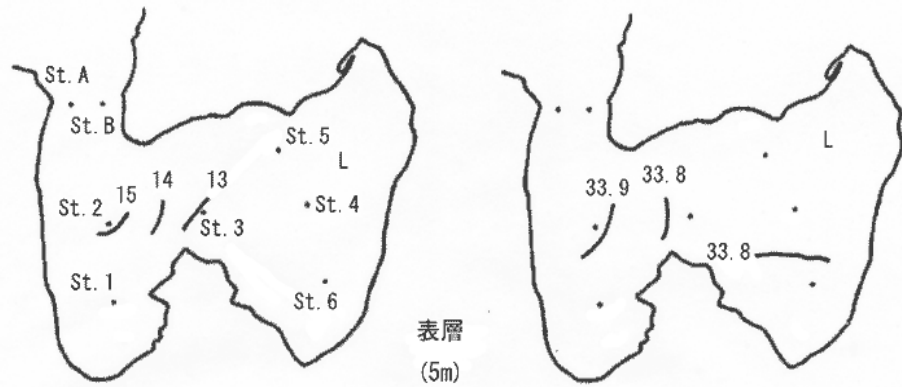 St. A
St. B
St. 5
L
15
14
13
St. 2
St. 3
St. 4
St. 1
St. 6
表層
(5m)
L
33.9
33.8
33.8